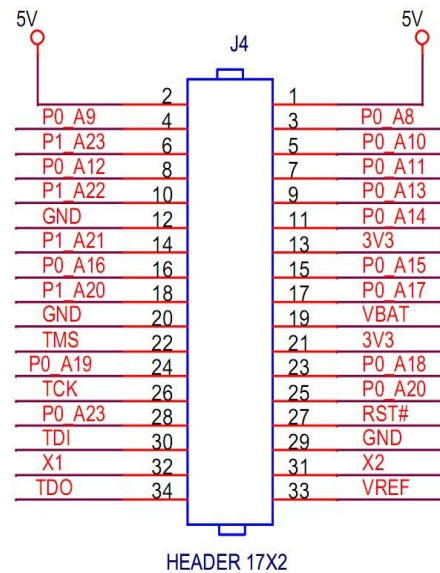 5V 5V
J4
2 1
P0_A9 4 3 P0_A8
P1_A23 6 5 P0_A10
P0_A12 8 7 P0_A11
P1_A22 10 9 P0_A13
GND 12 11 P0_A14
P1_A21 14 13 3V3
P0_A16 16 15 P0_A15
P1_A20 18 17 P0_A17
GND 20 19 VBAT
TMS 22 21 3V3
P0_A19 24 23 P0_A18
TCK 26 25 P0_A20
P0_A23 28 27 RST#
TDI 30 29 GND
X1 32 31 X2
TDO 34 33 VREF
HEADER 17X2